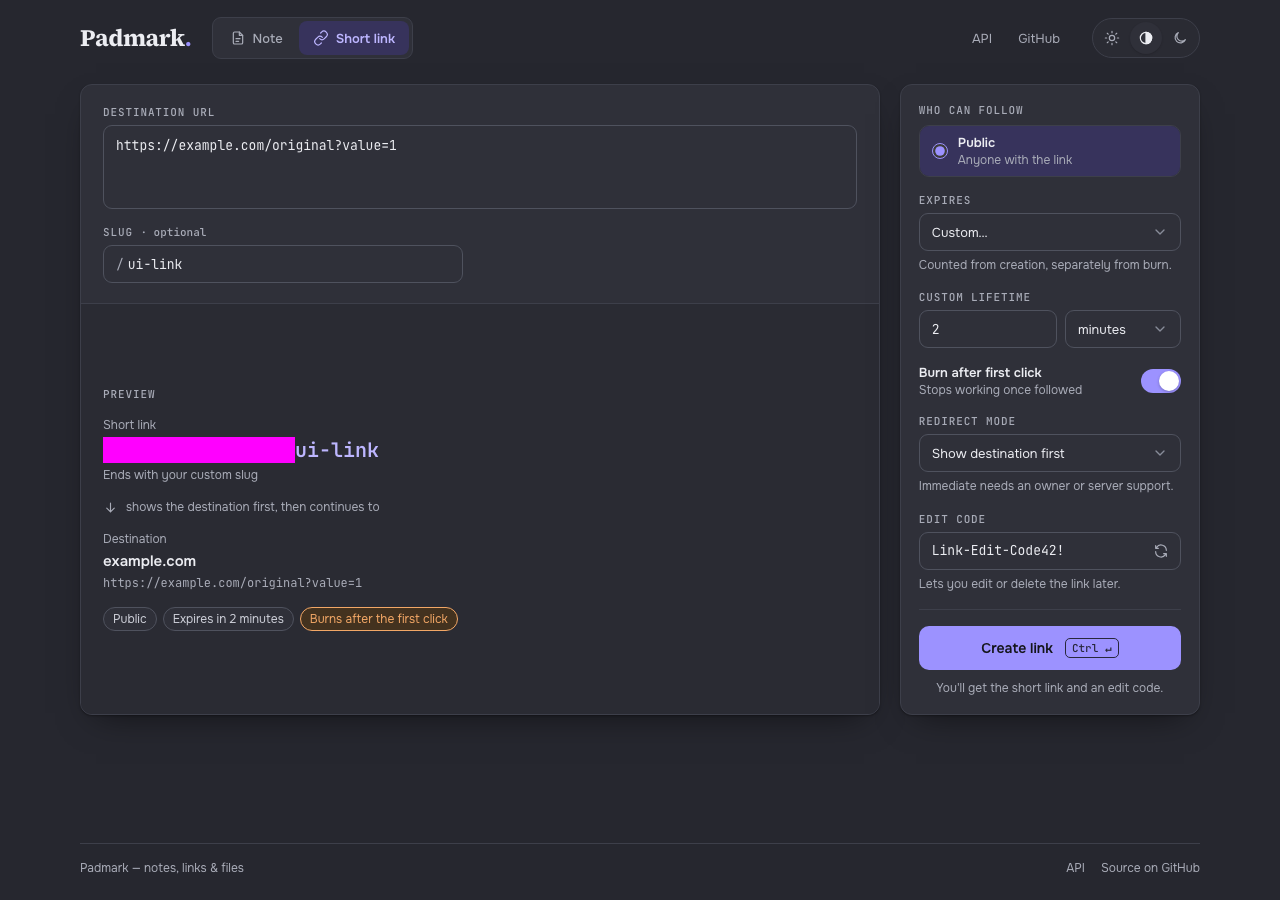 Padmark.
Note
Short link
API
GitHub
DESTINATION URL
https://example.com/original?value=1
SLUG · optional
/ ui-link
PREVIEW
Short link
ui-link
Ends with your custom slug
↓ shows the destination first, then continues to
Destination
example.com
https://example.com/original?value=1
Public
Expires in 2 minutes
Burns after the first click
WHO CAN FOLLOW
Public
Anyone with the link
EXPIRES
Custom...
Counted from creation, separately from burn.
CUSTOM LIFETIME
2
minutes
Burn after first click
Stops working once followed
REDIRECT MODE
Show destination first
Immediate needs an owner or server support.
EDIT CODE
Link-Edit-Code42!
Lets you edit or delete the link later.
Create link Ctrl ↵
You'll get the short link and an edit code.
Padmark — notes, links & files
API
Source on GitHub